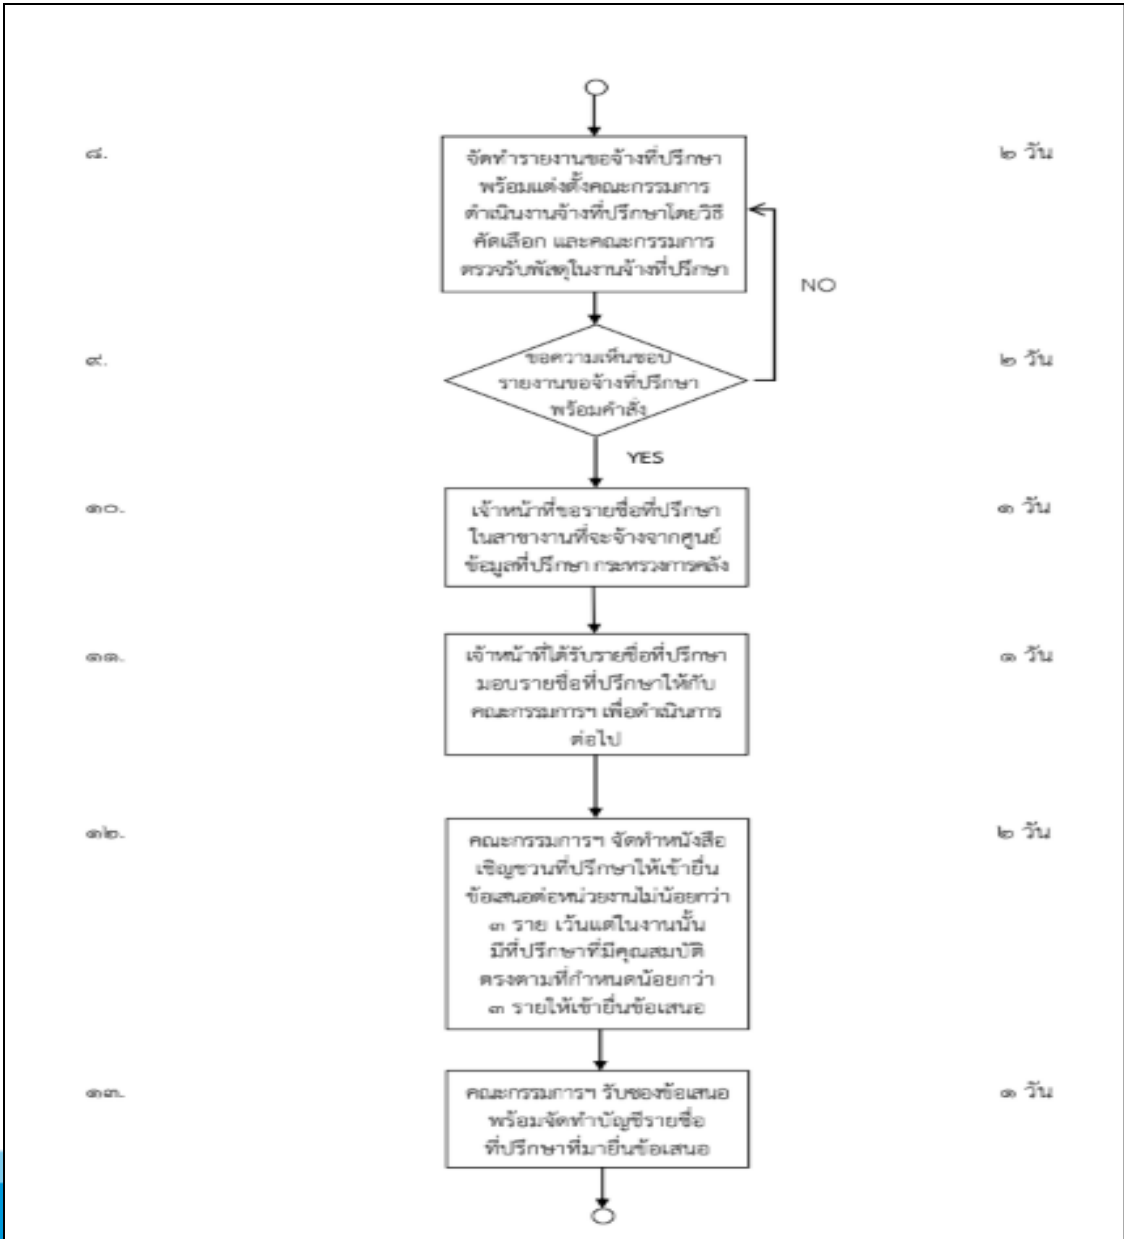 ๘.
จัดทำรายงานขอจ้างที่ปรึกษา
พร้อมแต่งตั้งคณะกรรมการ
ดำเนินงานจ้างที่ปรึกษาโดยวิธี
คัดเลือก และคณะกรรมการ
ตรวจรับพัสดุในงานจ้างที่ปรึกษา
๒ วัน
NO
๙.
ขอความเห็นชอบ
รายงานขอจ้างที่ปรึกษา
พร้อมคำสั่ง
๒ วัน
YES
๑๐.
เจ้าหน้าที่ขอรายชื่อที่ปรึกษา
ในสาขางานที่จะจ้างจากศูนย์
ข้อมูลที่ปรึกษา กระทรวงการคลัง
๑ วัน
๑๑.
เจ้าหน้าที่ได้รับรายชื่อที่ปรึกษา
มอบรายชื่อที่ปรึกษาให้กับ
คณะกรรมการฯ เพื่อดำเนินการ
ต่อไป
๑ วัน
๑๒.
คณะกรรมการฯ จัดทำหนังสือ
เชิญชวนที่ปรึกษาให้เข้ายื่น
ข้อเสนอต่อหน่วยงานไม่น้อยกว่า
๓ ราย เว้นแต่ในงานนั้น
มีที่ปรึกษาที่มีคุณสมบัติ
ตรงตามที่กำหนดน้อยกว่า
๓ รายให้เข้ายื่นข้อเสนอ
๒ วัน
๑๓.
คณะกรรมการฯ รับซองข้อเสนอ
พร้อมจัดทำบัญชีรายชื่อ
ที่ปรึกษาที่มายื่นข้อเสนอ
๑ วัน